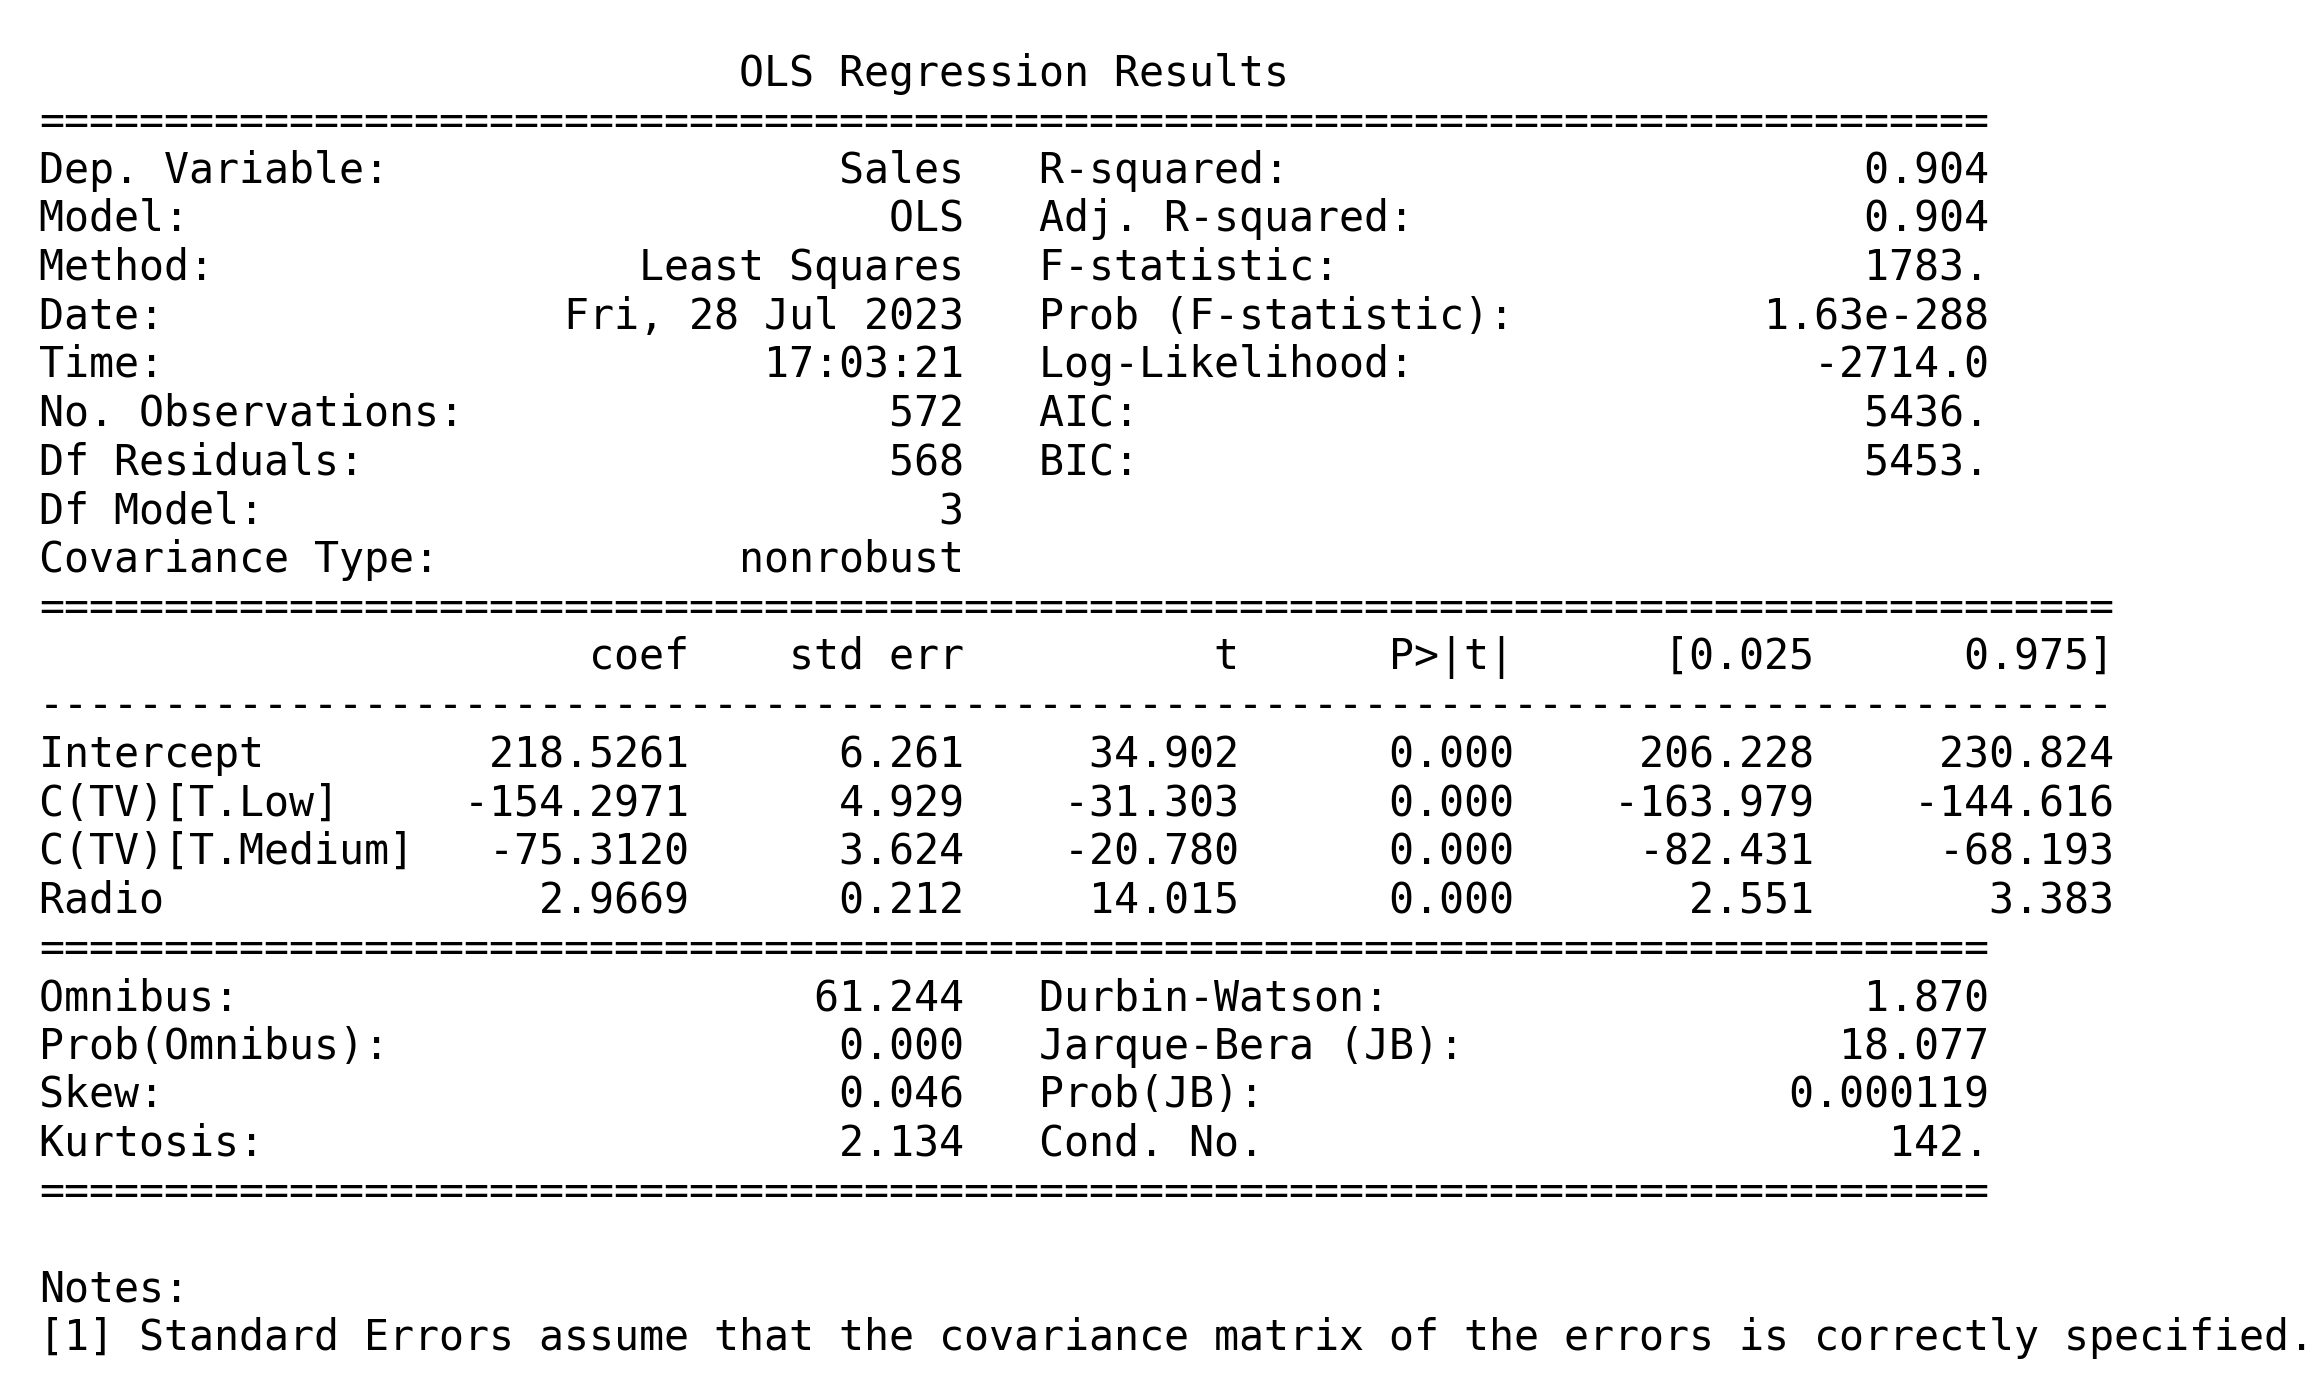 OLS Regression Results
==============================================================================
Dep. Variable:                  Sales   R-squared:                       0.904
Model:                            OLS   Adj. R-squared:                  0.904
Method:                 Least Squares   F-statistic:                     1783.
Date:                Fri, 28 Jul 2023   Prob (F-statistic):          1.63e-288
Time:                        17:03:21   Log-Likelihood:                -2714.0
No. Observations:                 572   AIC:                             5436.
Df Residuals:                     568   BIC:                             5453.
Df Model:                           3
Covariance Type:            nonrobust
===================================================================================
                      coef    std err          t      P>|t|      [0.025      0.975]
-----------------------------------------------------------------------------------
Intercept         218.5261      6.261     34.902      0.000     206.228     230.824
C(TV)[T.Low]     -154.2971      4.929    -31.303      0.000    -163.979    -144.616
C(TV)[T.Medium]   -75.3120      3.624    -20.780      0.000     -82.431     -68.193
Radio               2.9669      0.212     14.015      0.000       2.551       3.383
==============================================================================
Omnibus:                       61.244   Durbin-Watson:                   1.870
Prob(Omnibus):                  0.000   Jarque-Bera (JB):               18.077
Skew:                           0.046   Prob(JB):                     0.000119
Kurtosis:                       2.134   Cond. No.                         142.
==============================================================================
Notes:
[1] Standard Errors assume that the covariance matrix of the errors is correctly specified.